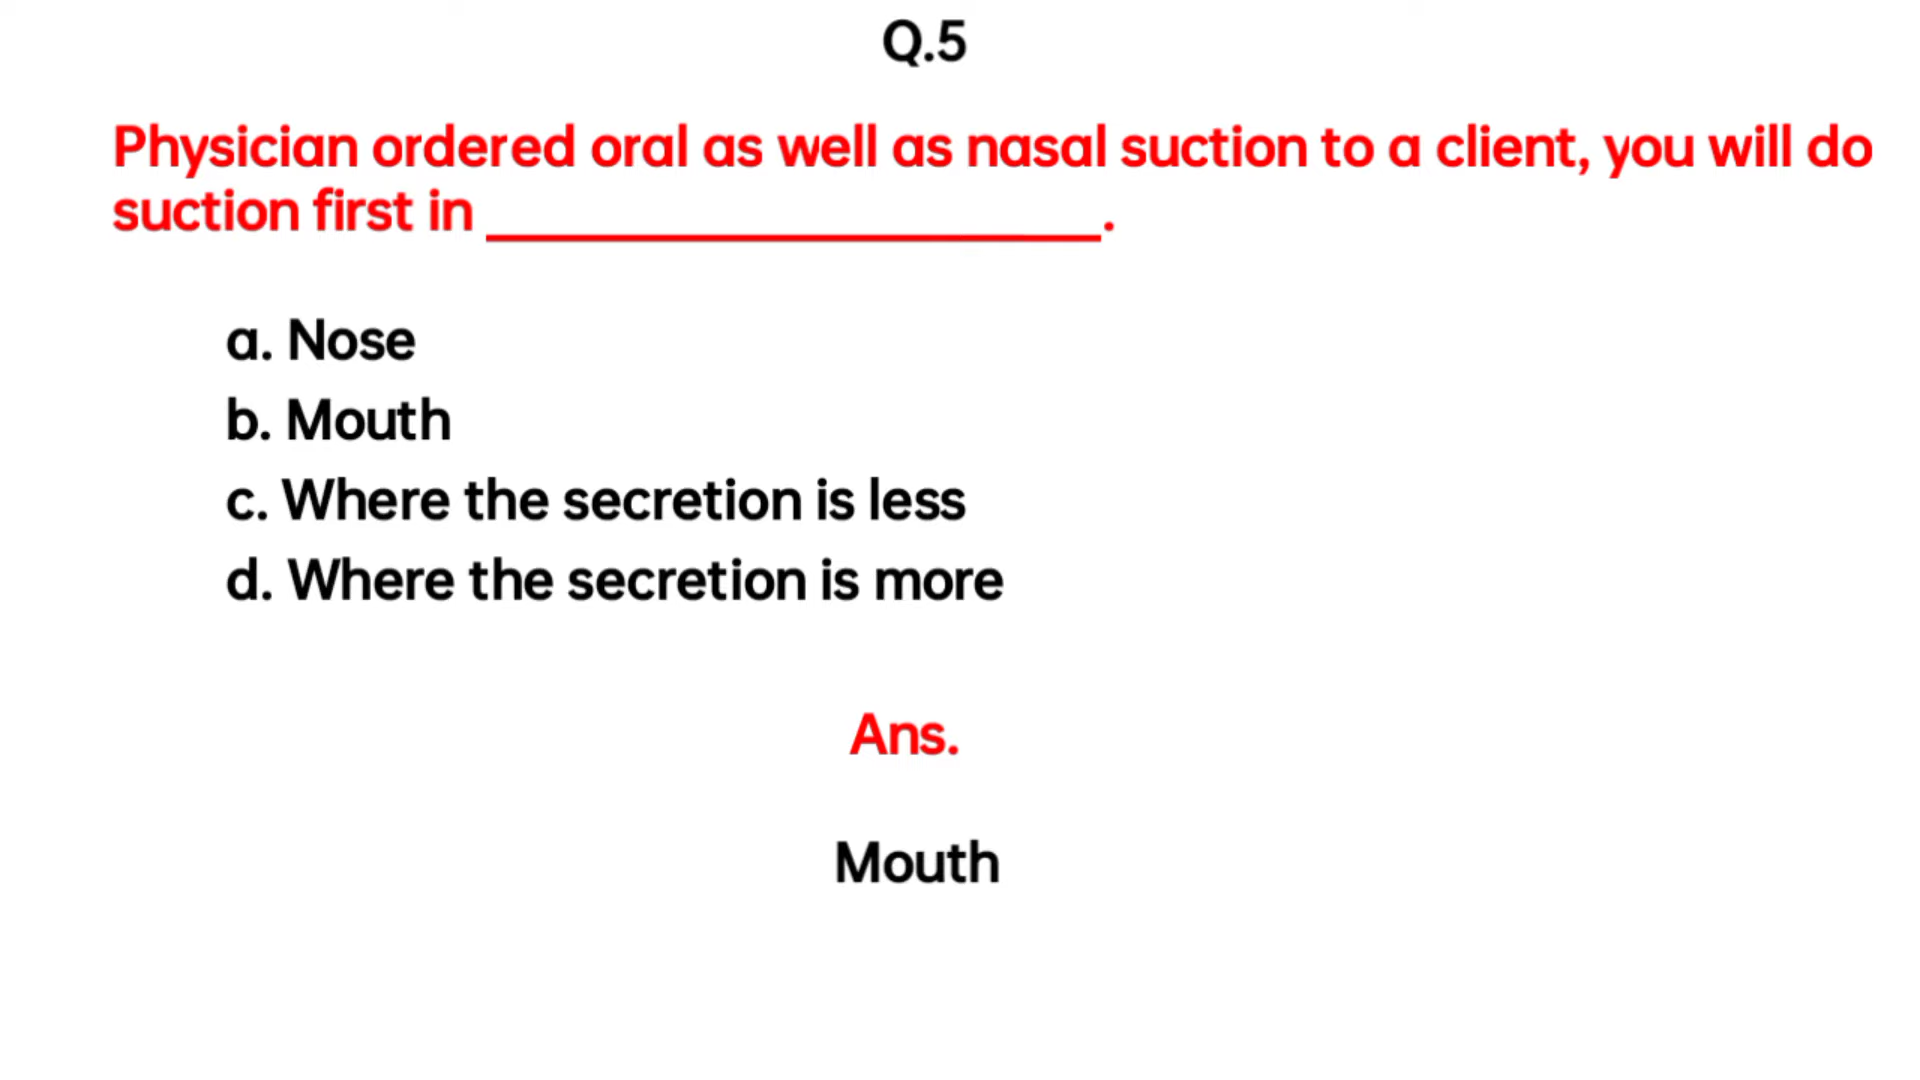 Q.5
Physician ordered oral as well as nasal suction to a client, you will do
suction first in ____________________.
a. Nose
b. Mouth
c. Where the secretion is less
d. Where the secretion is more
Ans.
Mouth